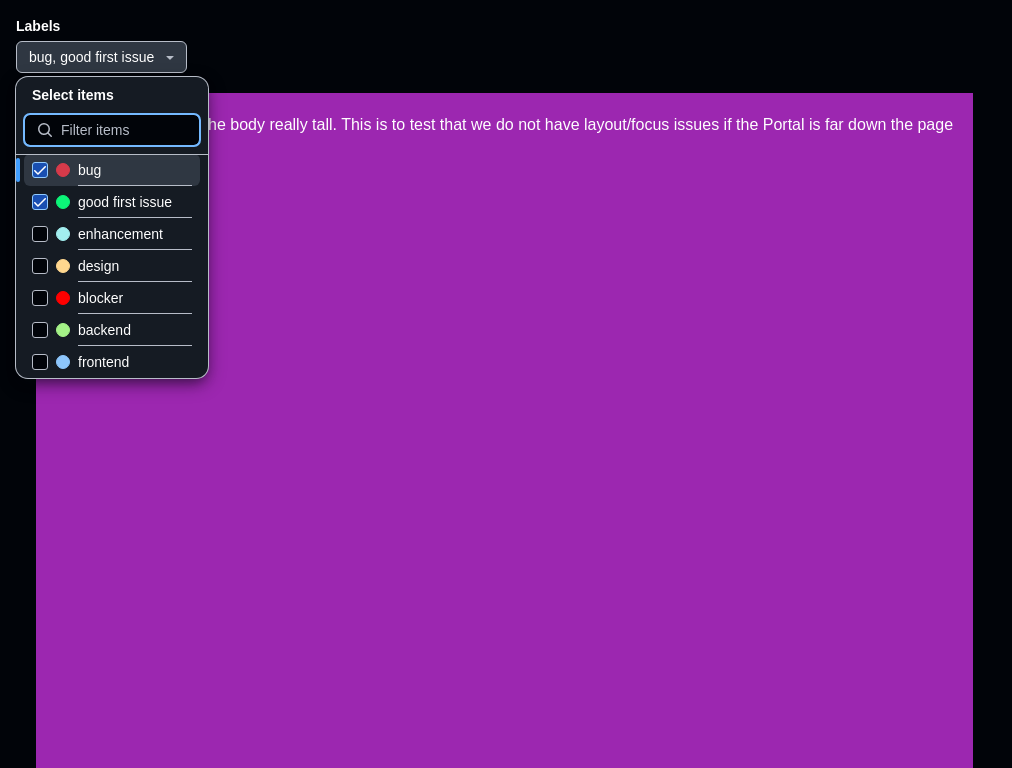 Labels
bug, good first issue
Select items
Filter items
he body really tall. This is to test that we do not have layout/focus issues if the Portal is far down the page
bug
good first issue
enhancement
design
blocker
backend
frontend